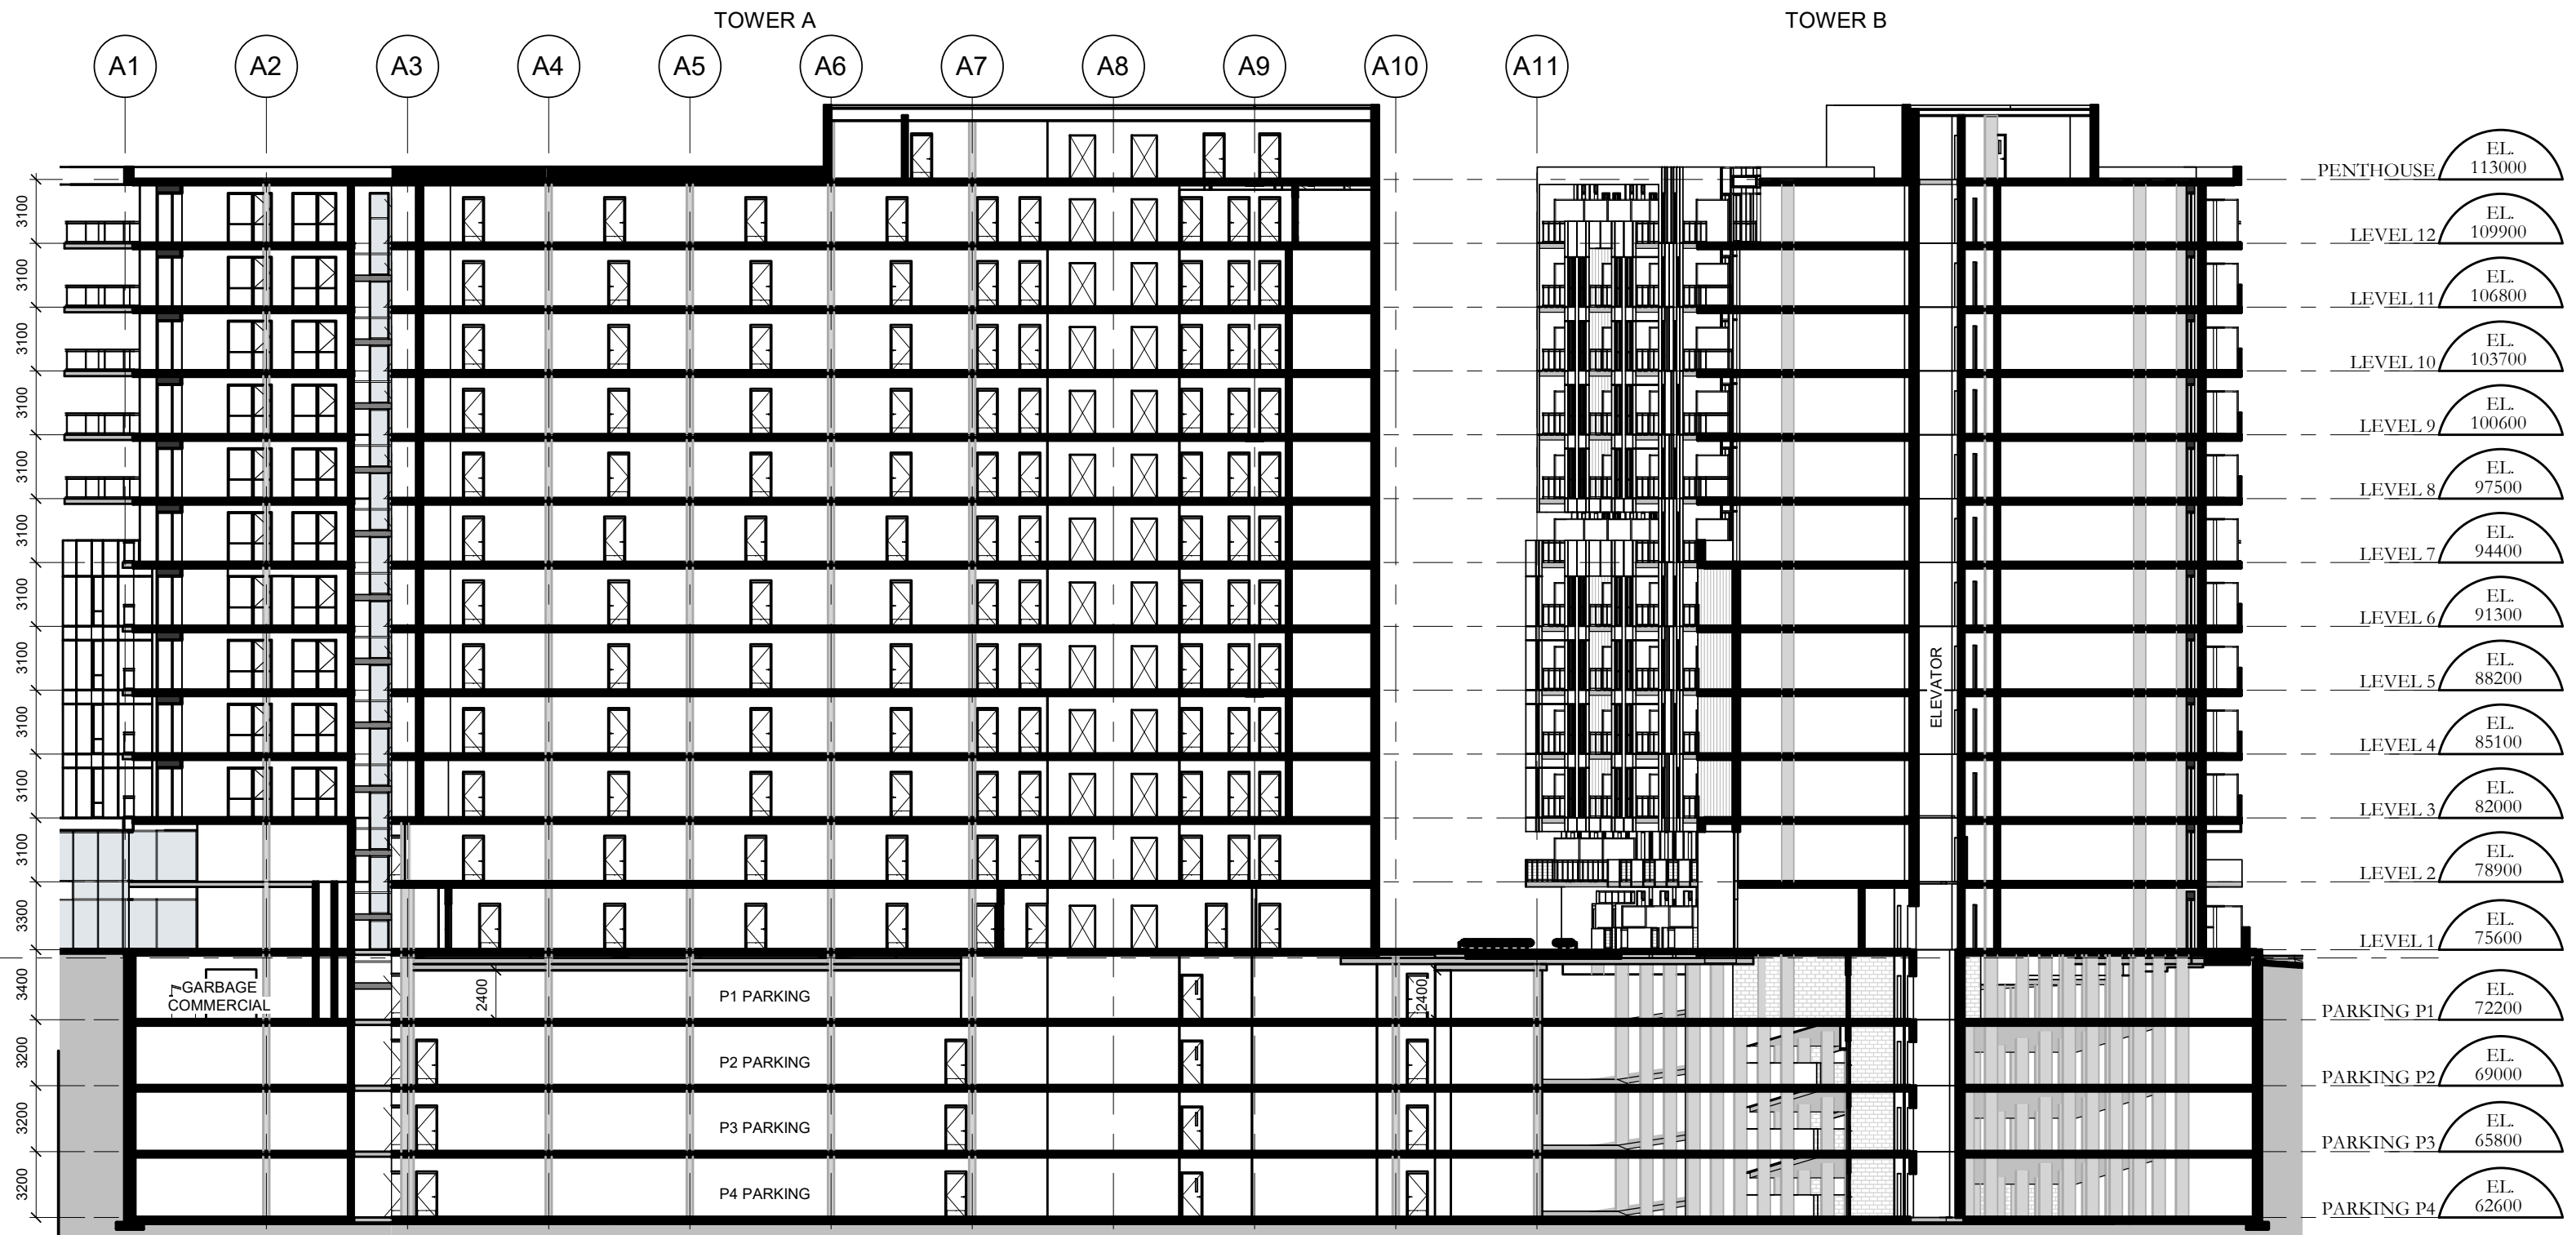 TOWER A
TOWER B
A1 A2 A3 A4 A5 A6 A7 A8 A9 A10 A11
PENTHOUSE EL. 113000
3100
LEVEL 12 EL. 109900
3100
LEVEL 11 EL. 106800
3100
LEVEL 10 EL. 103700
3100
LEVEL 9 EL. 100600
3100
LEVEL 8 EL. 97500
3100
LEVEL 7 EL. 94400
3100
LEVEL 6 EL. 91300
3100
LEVEL 5 EL. 88200
ELEVATOR
3100
LEVEL 4 EL. 85100
3100
LEVEL 3 EL. 82000
3100
LEVEL 2 EL. 78900
3300
LEVEL 1 EL. 75600
3400
GARBAGE
COMMERCIAL
2400
P1 PARKING
2400
PARKING P1 EL. 72200
3200
P2 PARKING
PARKING P2 EL. 69000
3200
P3 PARKING
PARKING P3 EL. 65800
3200
P4 PARKING
PARKING P4 EL. 62600